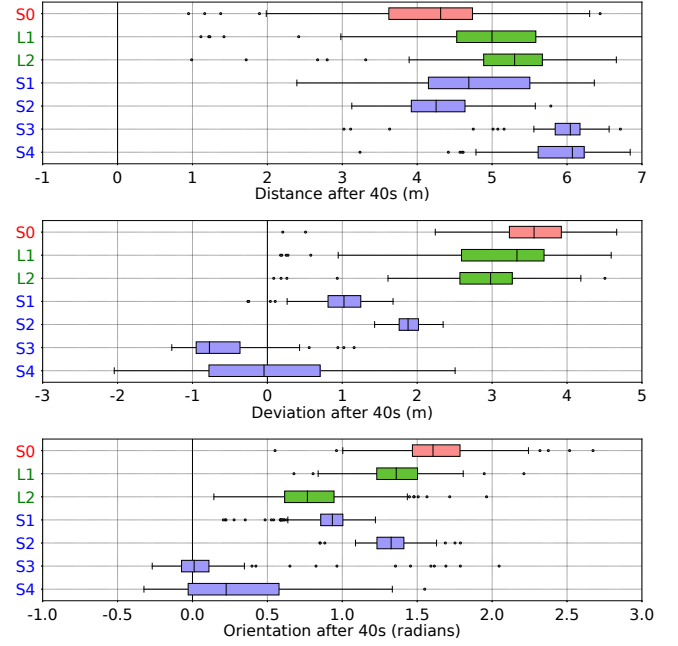 S0
L1
L2
S1
S2
S3
S4
-1 0 1 2 3 4 5 6 7
Distance after 40s (m)
S0
L1
L2
S1
S2
S3
S4
-3 -2 -1 0 1 2 3 4 5
Deviation after 40s (m)
S0
L1
L2
S1
S2
S3
S4
-1.0 -0.5 0.0 0.5 1.0 1.5 2.0 2.5 3.0
Orientation after 40s (radians)